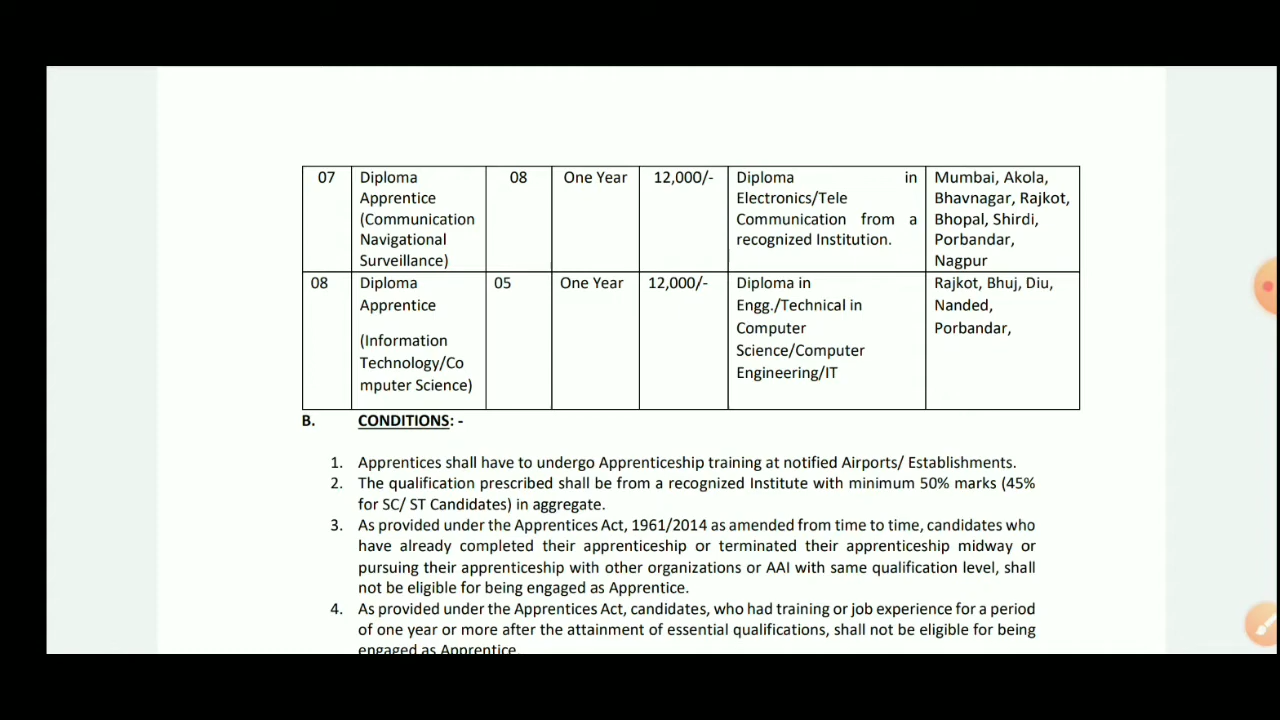 07
Diploma
Apprentice
(Communication
Navigational
Surveillance)
08
One Year
12,000/-
Diploma in
Electronics/Tele
Communication from a
recognized Institution.
Mumbai, Akola,
Bhavnagar, Rajkot,
Bhopal, Shirdi,
Porbandar,
Nagpur
08
Diploma
Apprentice
(Information
Technology/Co
mputer Science)
05
One Year
12,000/-
Diploma in
Engg./Technical in
Computer
Science/Computer
Engineering/IT
Rajkot, Bhuj, Diu,
Nanded,
Porbandar,
B. CONDITIONS: -
1. Apprentices shall have to undergo Apprenticeship training at notified Airports/ Establishments.
2. The qualification prescribed shall be from a recognized Institute with minimum 50% marks (45%
for SC/ ST Candidates) in aggregate.
3. As provided under the Apprentices Act, 1961/2014 as amended from time to time, candidates who
have already completed their apprenticeship or terminated their apprenticeship midway or
pursuing their apprenticeship with other organizations or AAI with same qualification level, shall
not be eligible for being engaged as Apprentice.
4. As provided under the Apprentices Act, candidates, who had training or job experience for a period
of one year or more after the attainment of essential qualifications, shall not be eligible for being
engaged as Apprentice